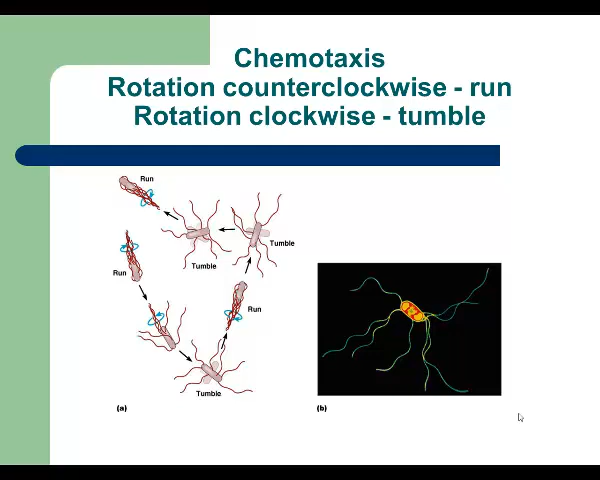 Chemotaxis
Rotation counterclockwise - run
Rotation clockwise - tumble
Run
Tumble
Tumble
Run
Run
Tumble
(a)
(b)